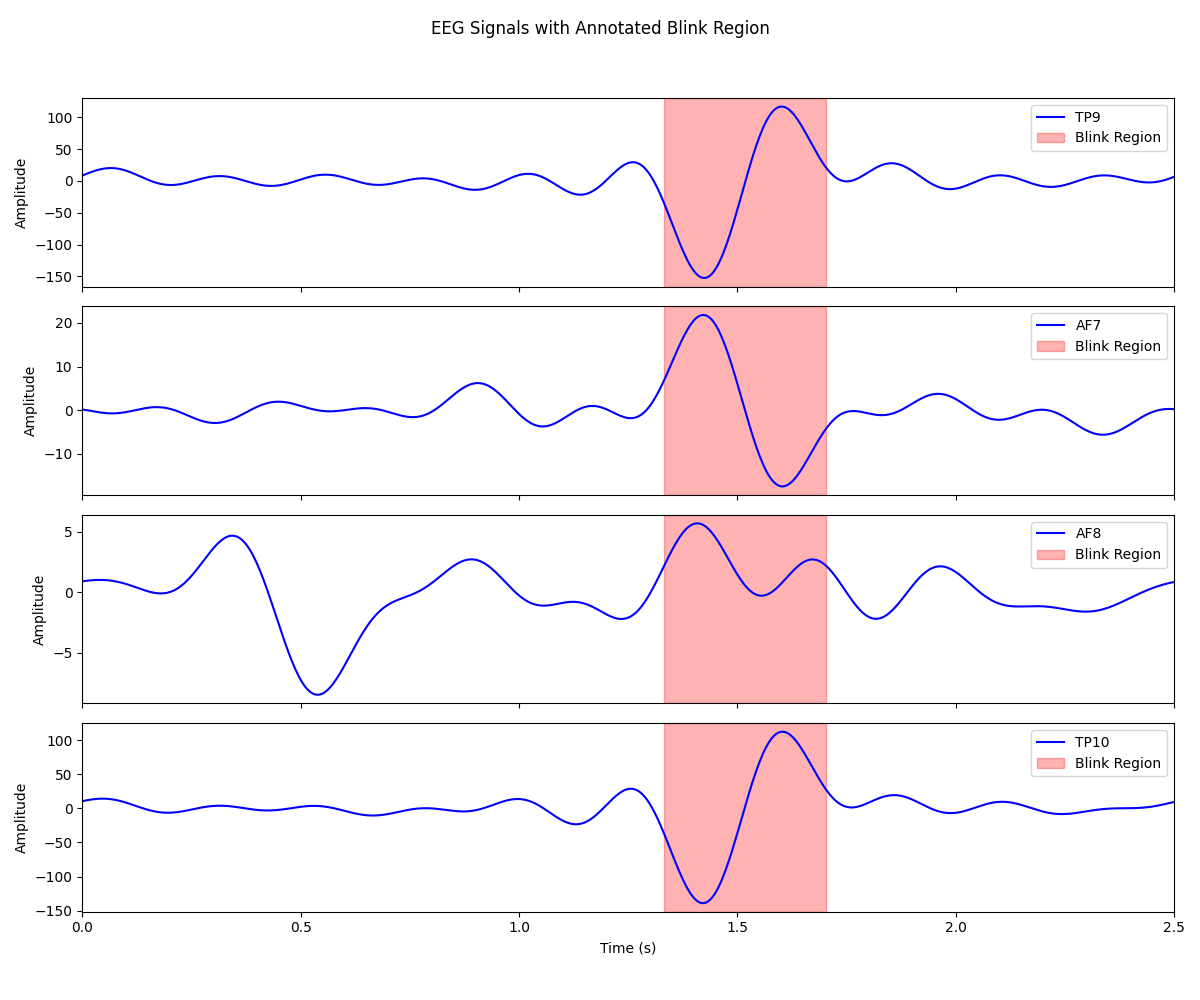 EEG Signals with Annotated Blink Region
100
50
0
−50
−100
−150
Amplitude
TP9
Blink Region
20
10
0
−10
Amplitude
AF7
Blink Region
5
0
−5
Amplitude
AF8
Blink Region
100
50
0
−50
−100
−150
Amplitude
TP10
Blink Region
0.0 0.5 1.0 1.5 2.0 2.5
Time (s)